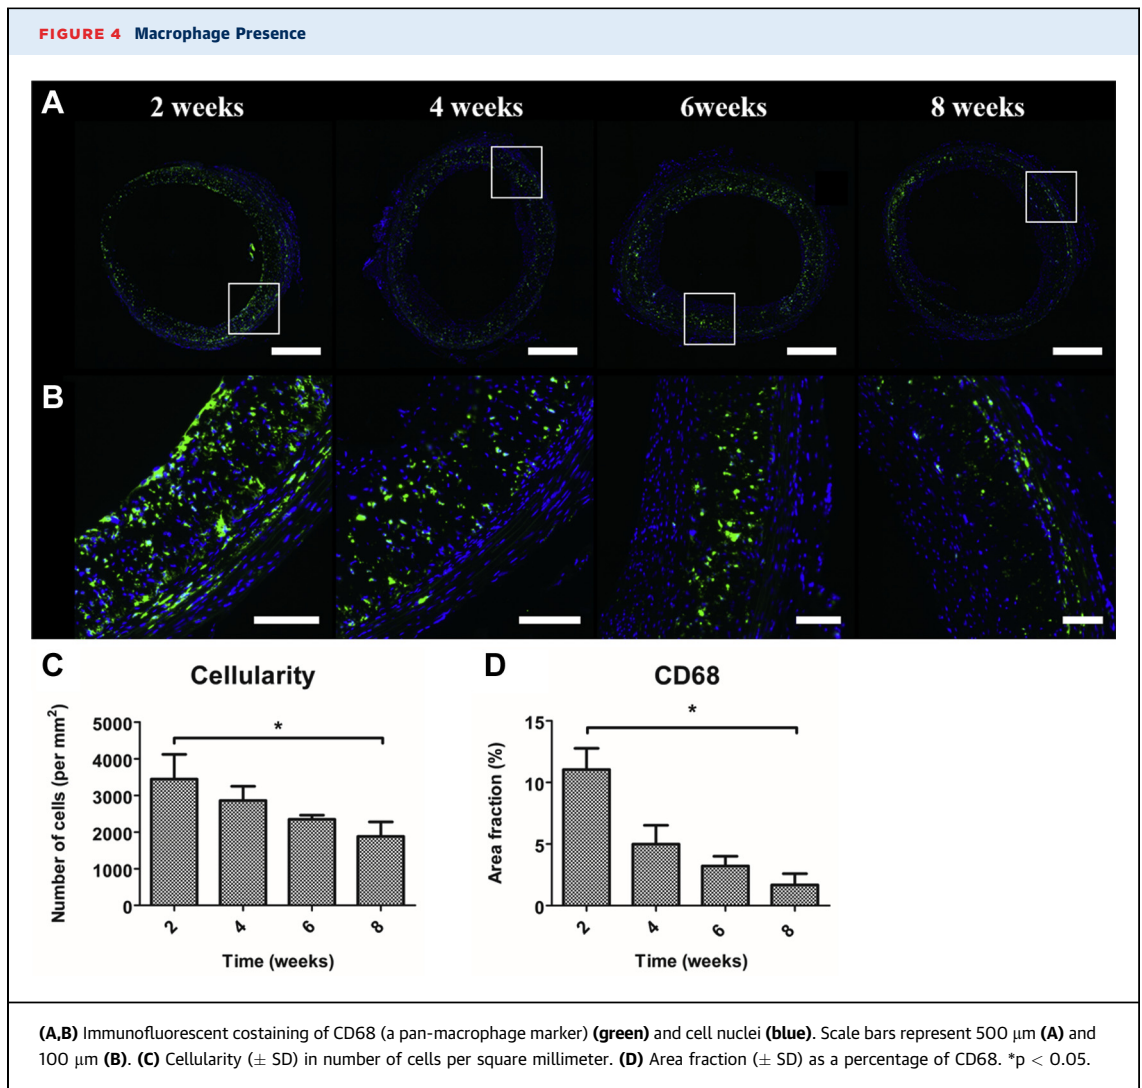 FIGURE 4 Macrophage Presence
A
2 weeks
4 weeks
6weeks
8 weeks
B
C
Cellularity
Number of cells (per mm²)
5000
4000
3000
2000
1000
0
*
2
4
6
8
Time (weeks)
D
CD68
Area fraction (%)
15
10
5
0
*
2
4
6
8
Time (weeks)
(A,B) Immunofluorescent costaining of CD68 (a pan-macrophage marker) (green) and cell nuclei (blue). Scale bars represent 500 μm (A) and
100 μm (B). (C) Cellularity (± SD) in number of cells per square millimeter. (D) Area fraction (± SD) as a percentage of CD68. *p < 0.05.